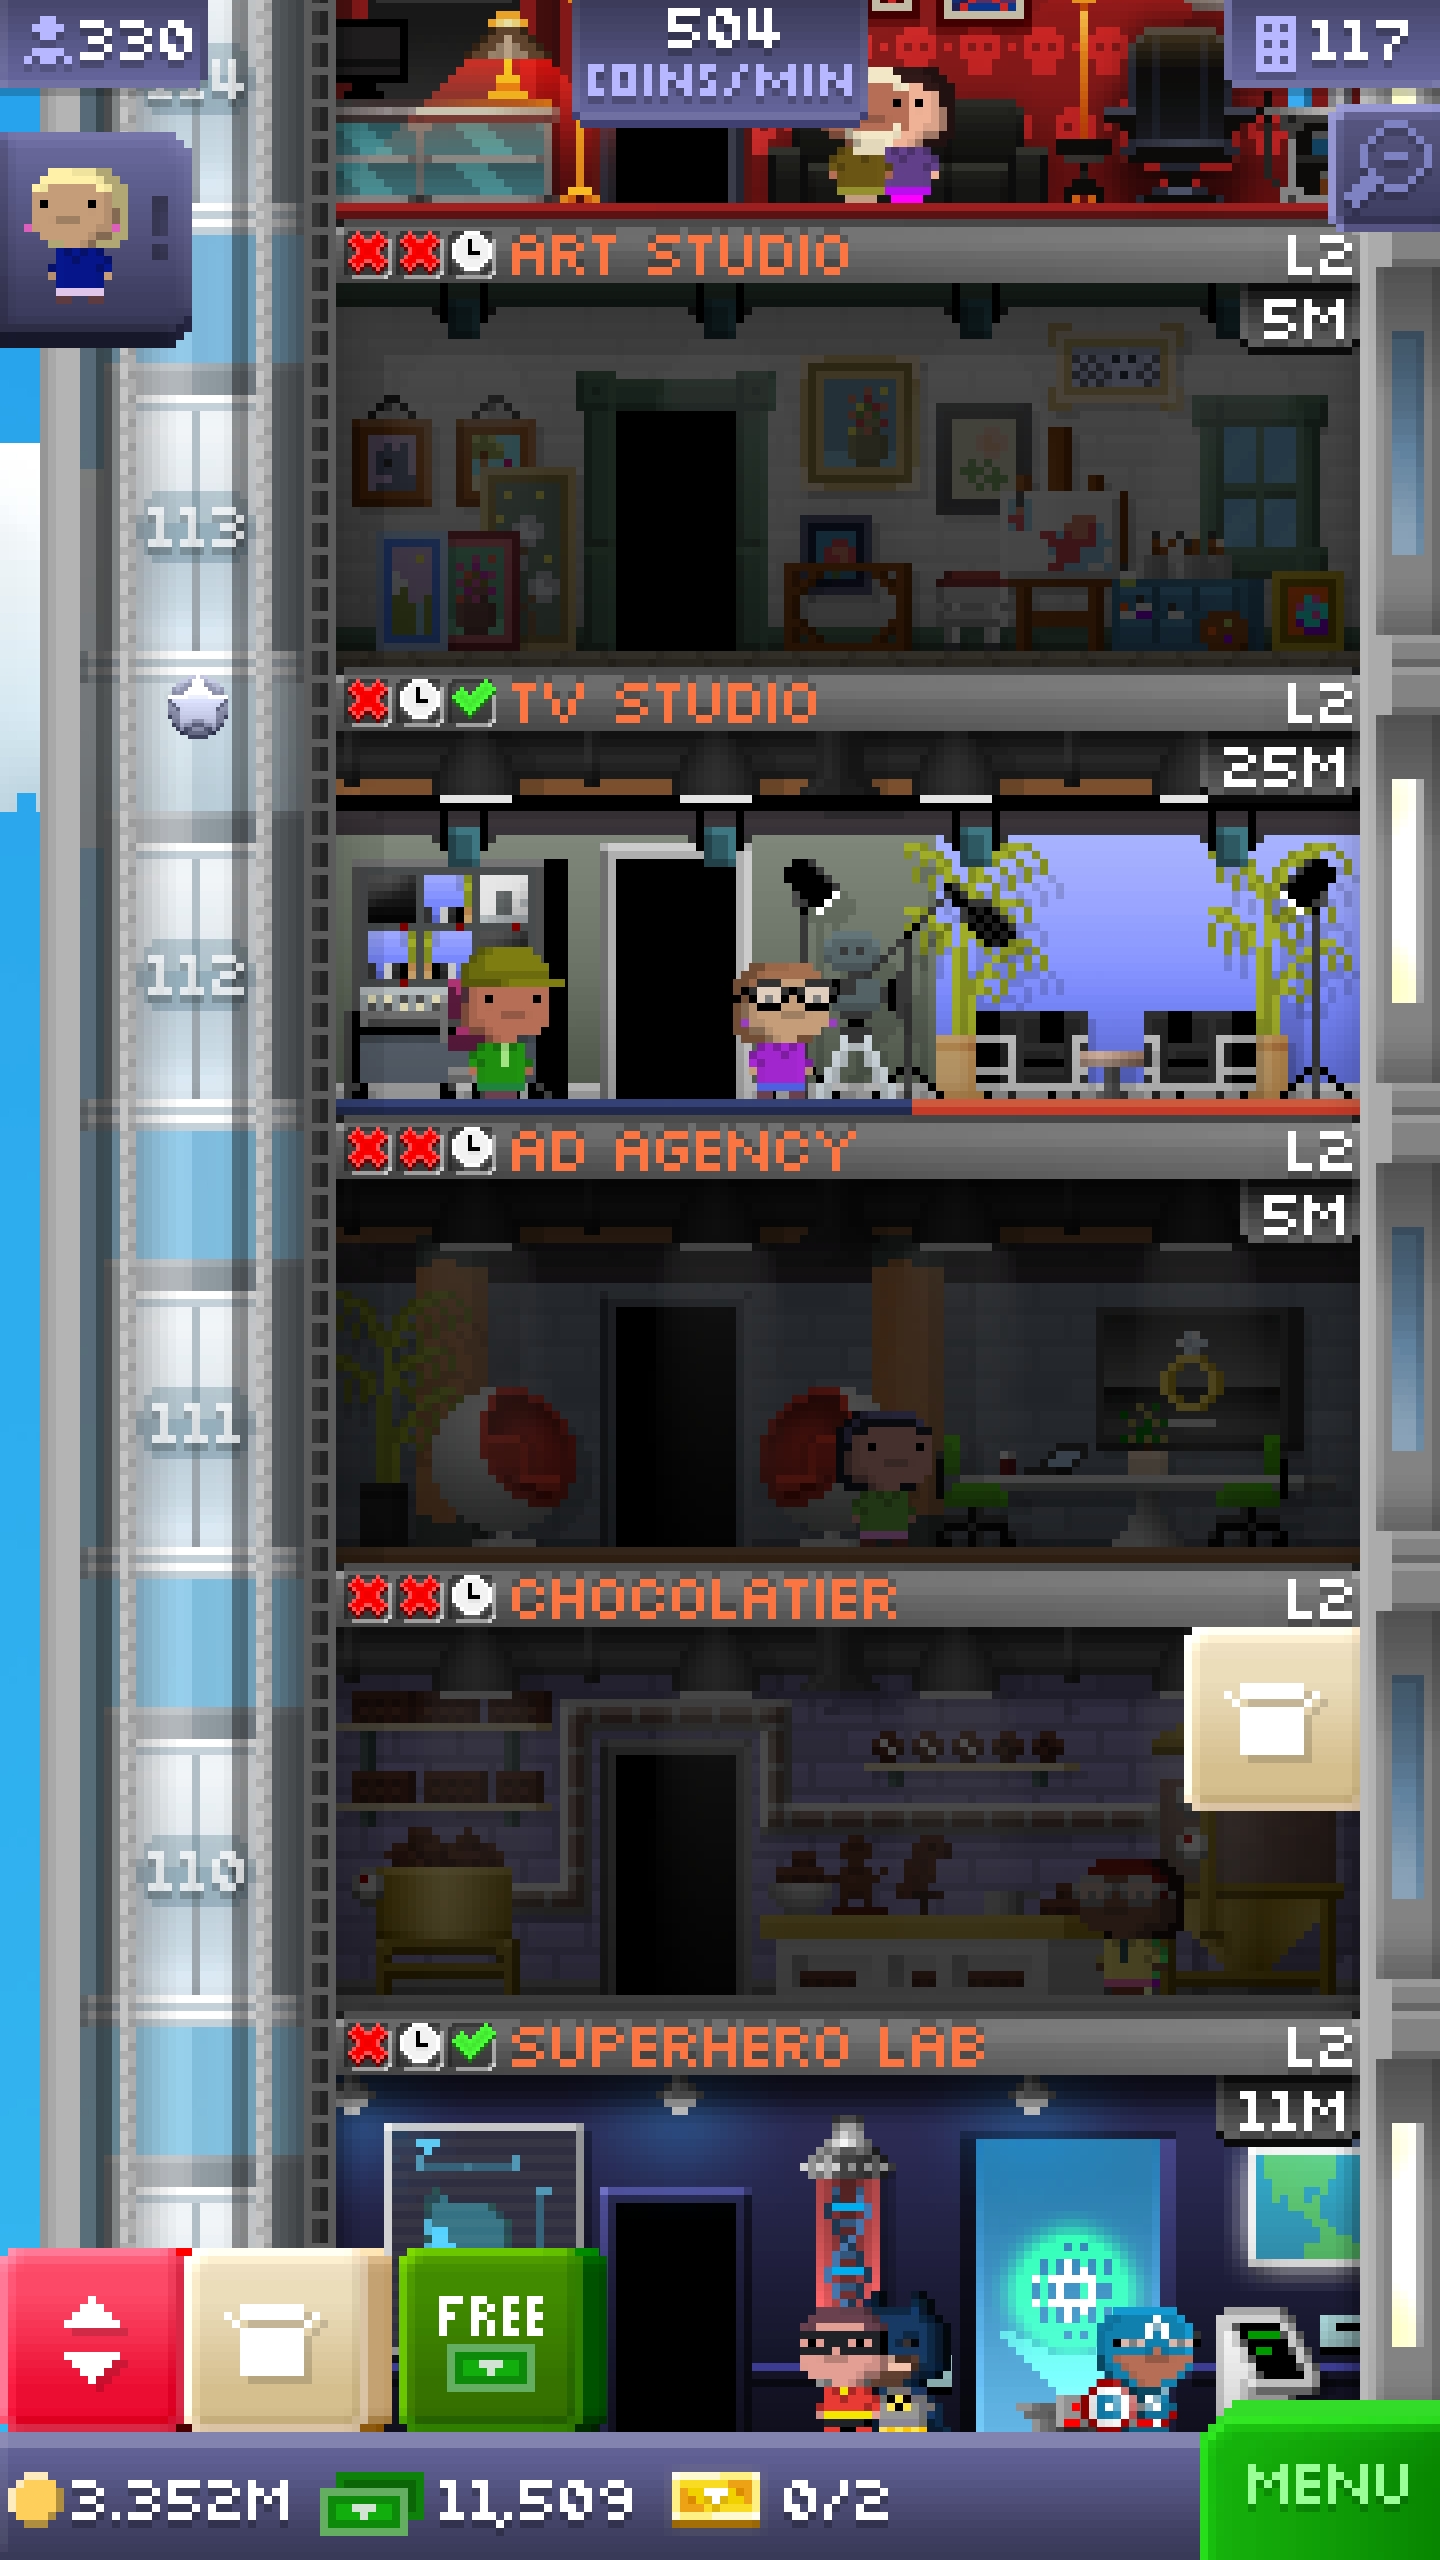 330
504
COINS/MIN
117
ART STUDIO L2
5M
113
TV STUDIO L2
25M
112
AD AGENCY L2
5M
111
CHOCOLATIER L2
110
SUPERHERO LAB L2
11M
FREE
3.352M 11,509 0/2
MENU